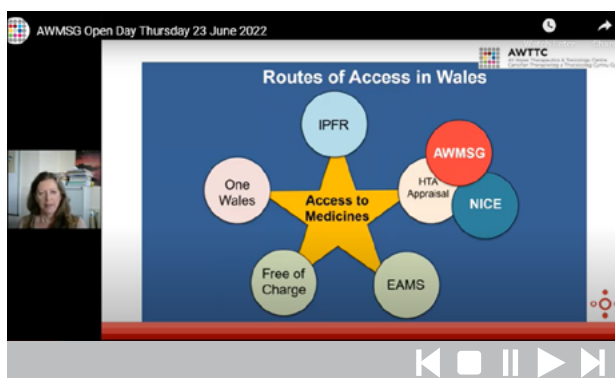 AWMSG Open Day Thursday 23 June 2022
AWTTC
Routes of Access in Wales
IPFR
AWMSG
One
Wales
Access to
Medicines
HTA
Appraisal
NICE
Free of
Charge
EAMS